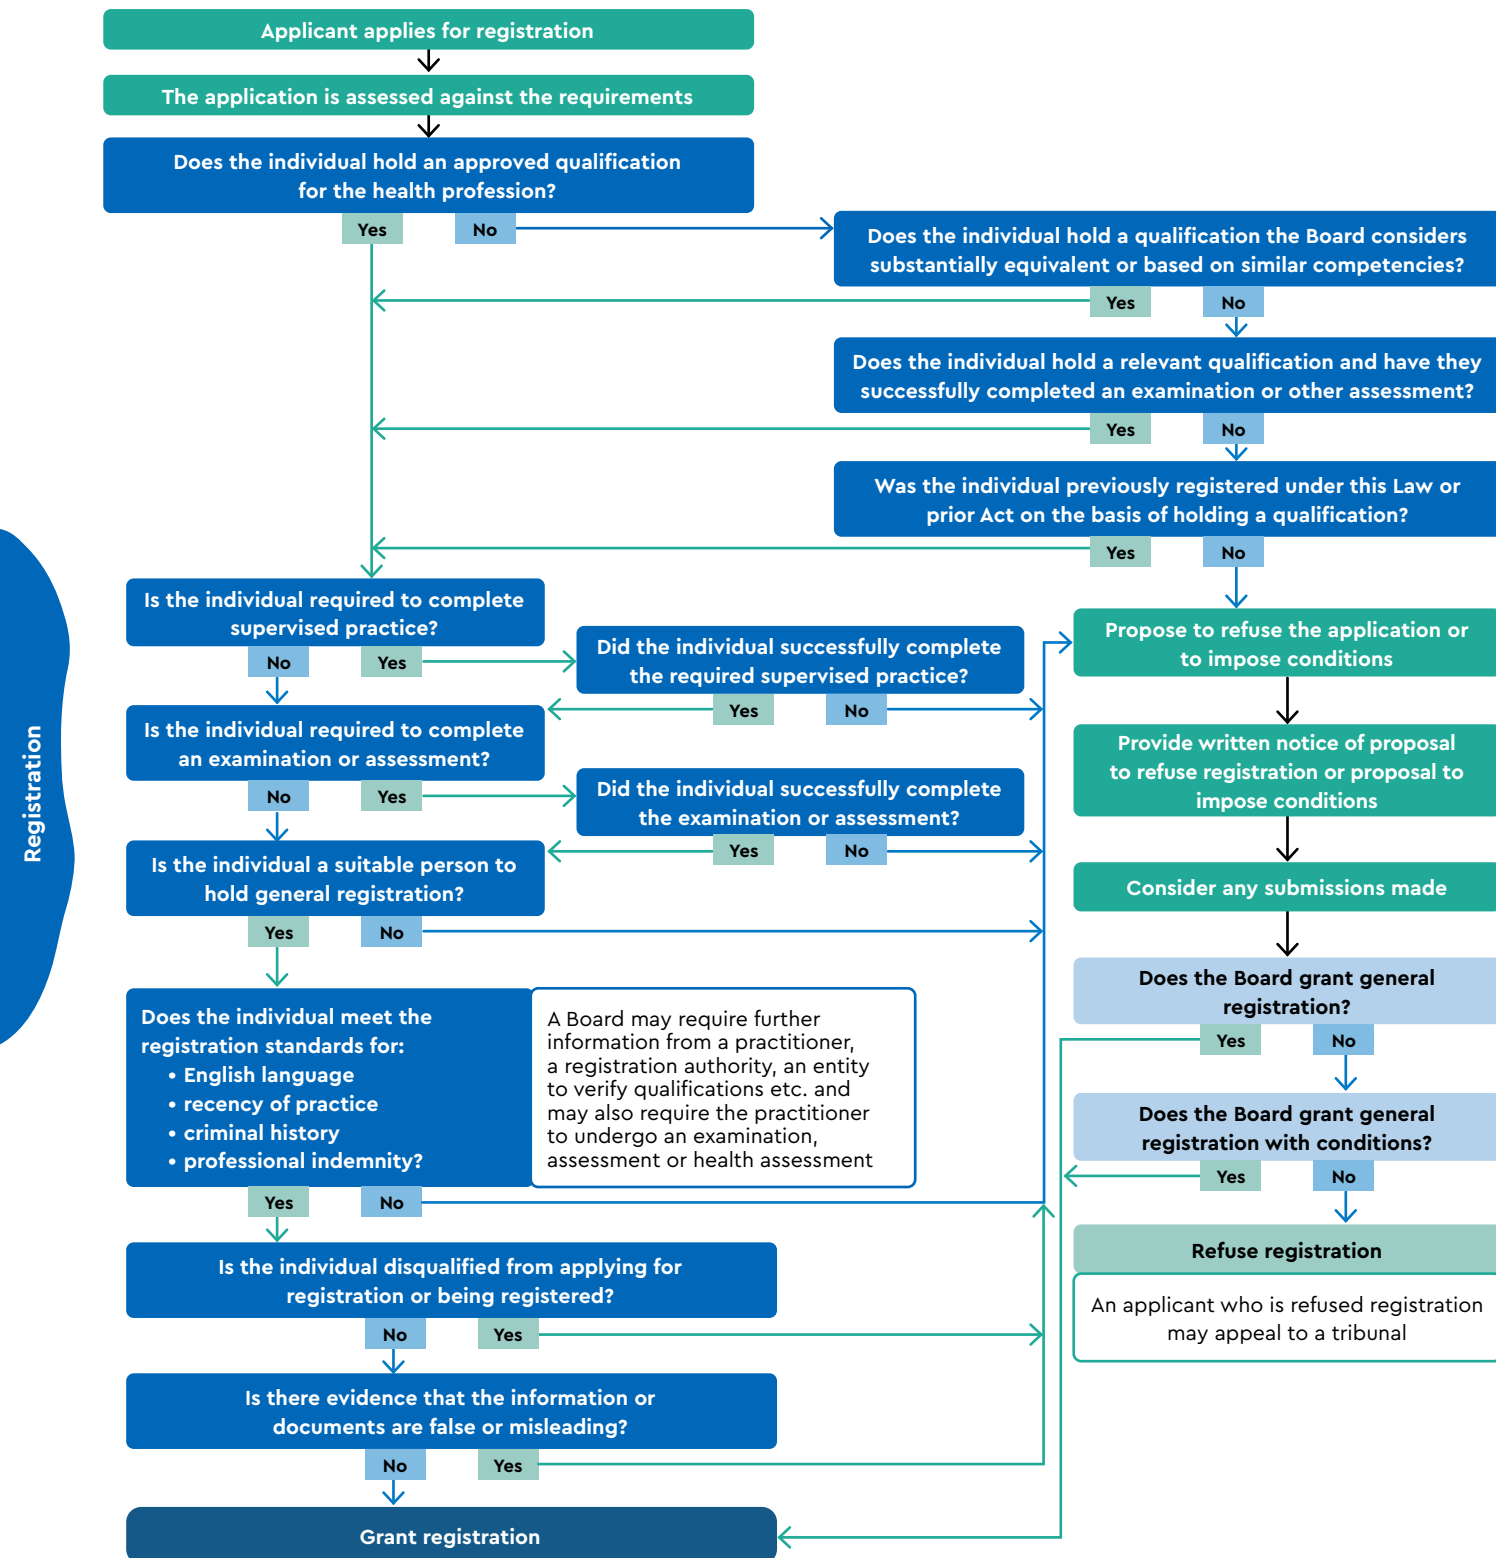 Applicant applies for registration
The application is assessed against the requirements
Does the individual hold an approved qualification
for the health profession?
Yes
No
Does the individual hold a qualification the Board considers
substantially equivalent or based on similar competencies?
Yes
No
Does the individual hold a relevant qualification and have they
successfully completed an examination or other assessment?
Yes
No
Was the individual previously registered under this Law or
prior Act on the basis of holding a qualification?
Yes
No
Is the individual required to complete
supervised practice?
No
Yes
Did the individual successfully complete
the required supervised practice?
Yes
No
Is the individual required to complete
an examination or assessment?
No
Yes
Did the individual successfully complete
the examination or assessment?
Yes
No
Is the individual a suitable person to
hold general registration?
Yes
No
Does the individual meet the
registration standards for:
• English language
• recency of practice
• criminal history
• professional indemnity?
Yes
No
A Board may require further
information from a practitioner,
a registration authority, an entity
to verify qualifications etc. and
may also require the practitioner
to undergo an examination,
assessment or health assessment
Is the individual disqualified from applying for
registration or being registered?
No
Yes
Is there evidence that the information or
documents are false or misleading?
No
Yes
Grant registration
Propose to refuse the application or
to impose conditions
Provide written notice of proposal
to refuse registration or proposal to
impose conditions
Consider any submissions made
Does the Board grant general
registration?
Yes
No
Does the Board grant general
registration with conditions?
Yes
No
Refuse registration
An applicant who is refused registration
may appeal to a tribunal
Registration